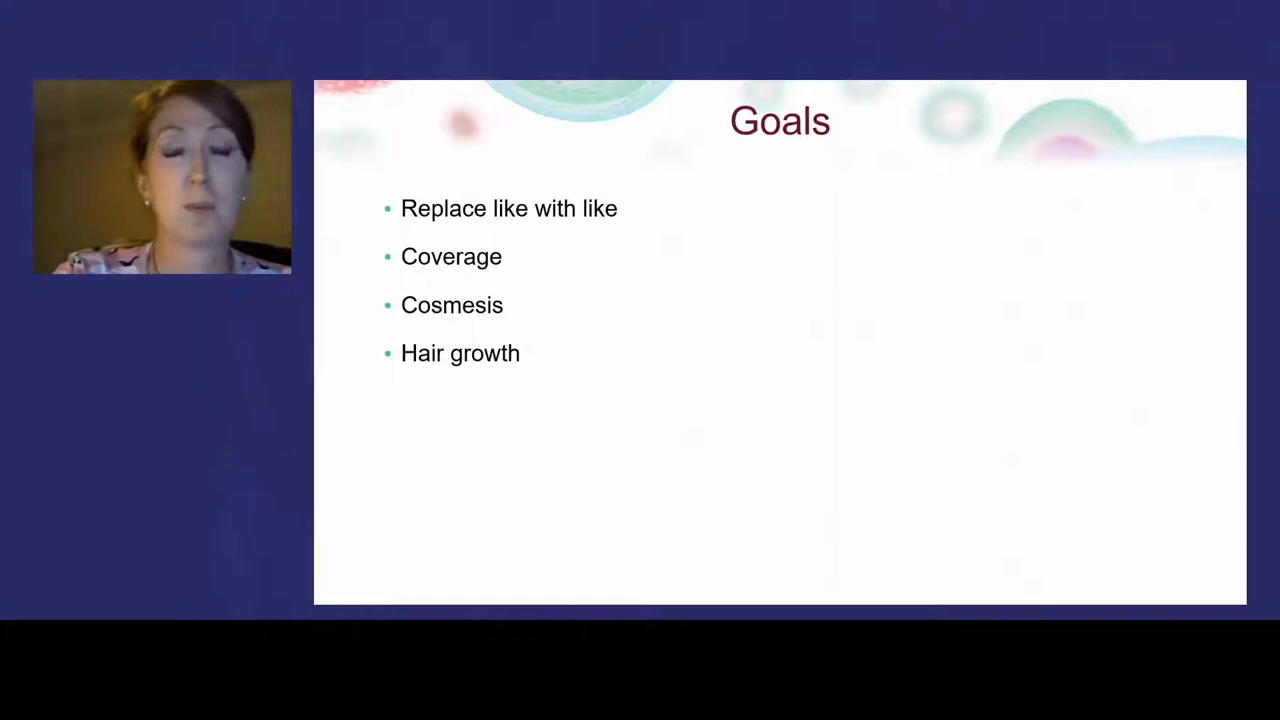 Goals
Replace like with like
Coverage
Cosmesis
Hair growth